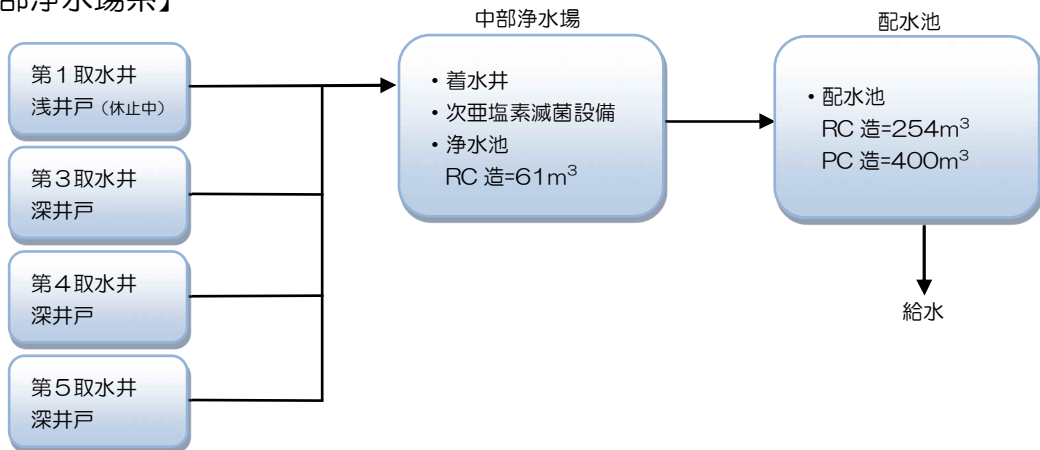 部浄水場系】
第1取水井
浅井戸（休止中）
第3取水井
深井戸
第4取水井
深井戸
第5取水井
深井戸
中部浄水場
・着水井
・次亜塩素滅菌設備
・浄水池
RC 造=61m³
配水池
・配水池
RC 造=254m³
PC 造=400m³
給水